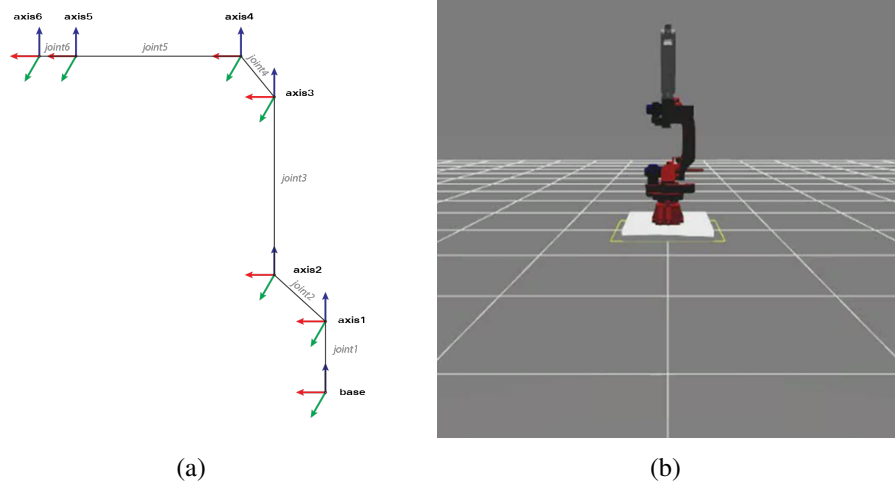 axis6
axis5
axis4
joint6
joint5
joint4
axis3
joint3
axis2
joint2
axis1
joint1
base
(a)
(b)